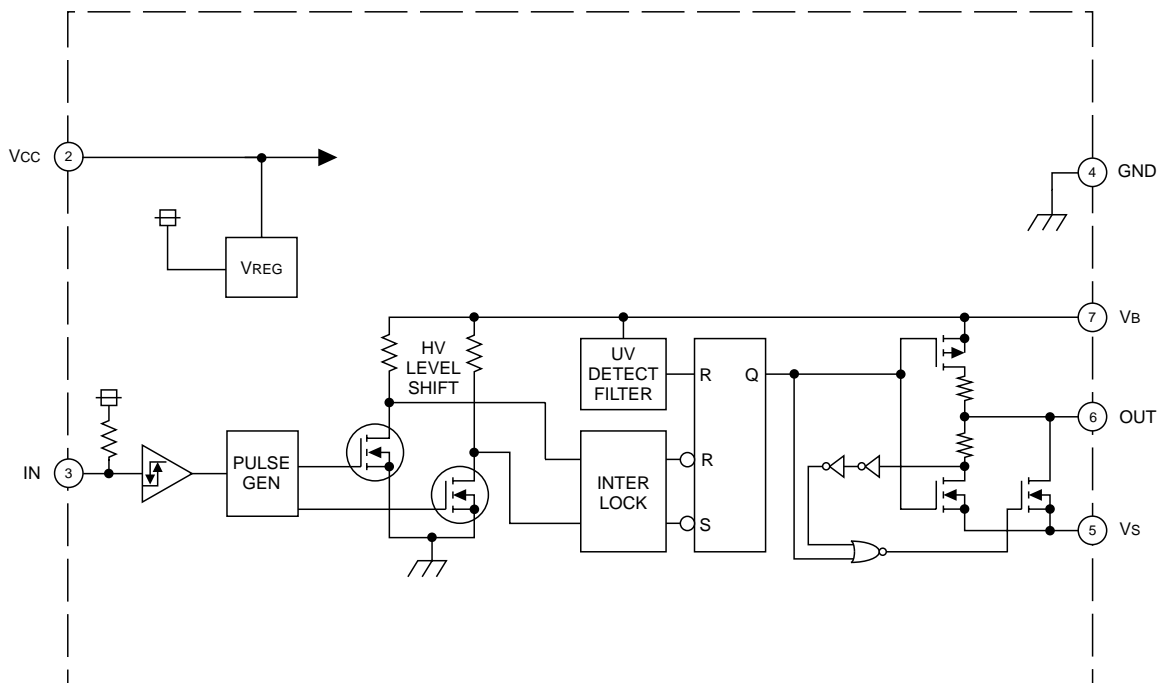 VCC 2
4 GND
VREG
7 VB
HV
LEVEL
SHIFT
UV
DETECT
FILTER
R Q
6 OUT
IN 3
PULSE
GEN
INTER
LOCK
R
S
5 VS